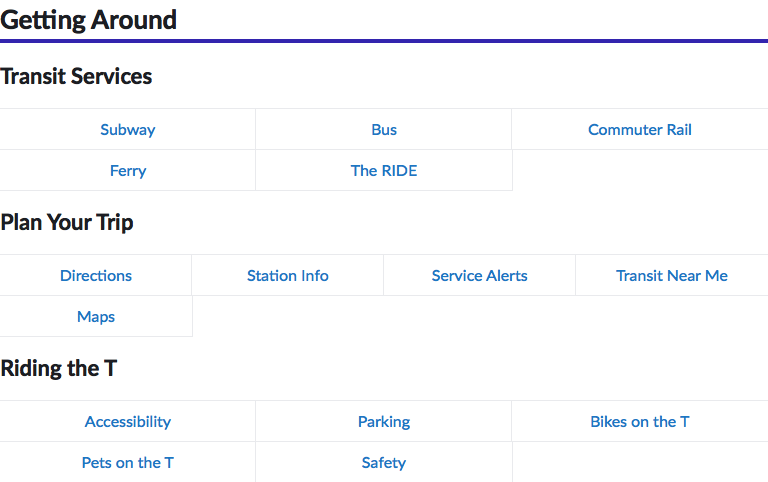 Getting Around
Transit Services
Subway Bus Commuter Rail
Ferry The RIDE
Plan Your Trip
Directions Station Info Service Alerts Transit Near Me
Maps
Riding the T
Accessibility Parking Bikes on the T
Pets on the T Safety